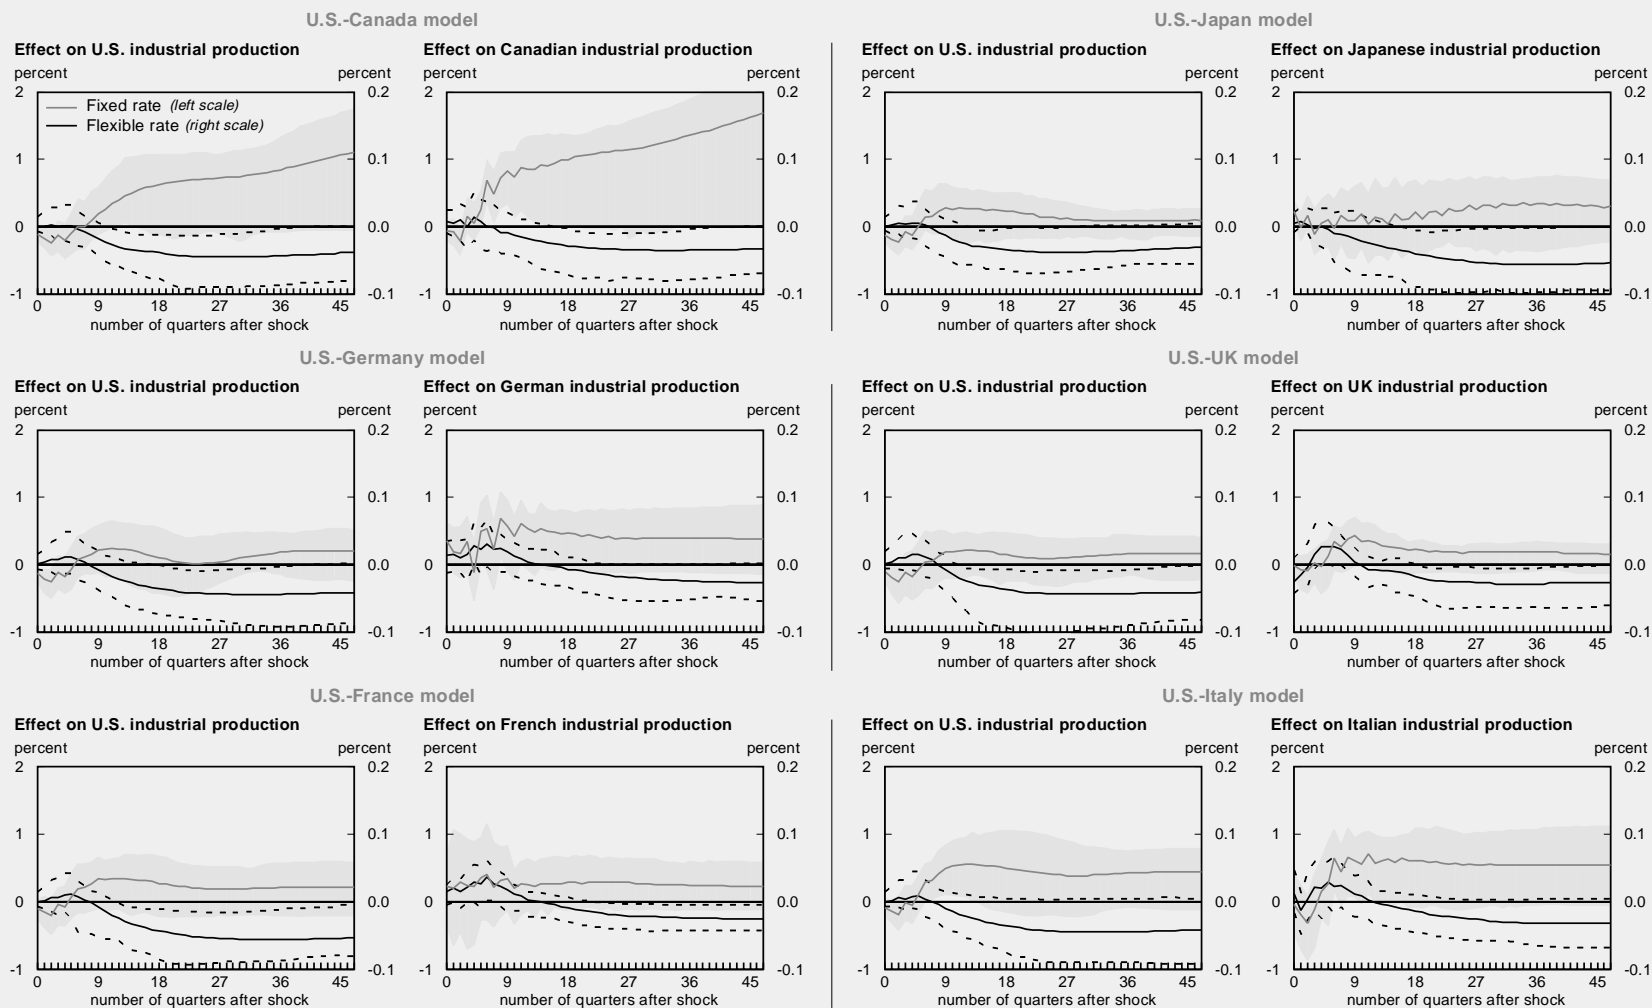 U.S.-Canada model
U.S.-Japan model
Effect on U.S. industrial production
Effect on Canadian industrial production
Effect on U.S. industrial production
Effect on Japanese industrial production
percent percent percent percent percent percent percent percent
Fixed rate (left scale)
Flexible rate (right scale)
2 0.2 2 0.2 2 0.2 2 0.2
1 0.1 1 0.1 1 0.1 1 0.1
0 0.0 0 0.0 0 0.0 0 0.0
-1 -0.1 -1 -0.1 -1 -0.1 -1 -0.1
0 9 18 27 36 45 0 9 18 27 36 45 0 9 18 27 36 45 0 9 18 27 36 45
number of quarters after shock number of quarters after shock number of quarters after shock number of quarters after shock
U.S.-Germany model
U.S.-UK model
Effect on U.S. industrial production
Effect on German industrial production
Effect on U.S. industrial production
Effect on UK industrial production
percent percent percent percent percent percent percent percent
2 0.2 2 0.2 2 0.2 2 0.2
1 0.1 1 0.1 1 0.1 1 0.1
0 0.0 0 0.0 0 0.0 0 0.0
-1 -0.1 -1 -0.1 -1 -0.1 -1 -0.1
0 9 18 27 36 45 0 9 18 27 36 45 0 9 18 27 36 45 0 9 18 27 36 45
number of quarters after shock number of quarters after shock number of quarters after shock number of quarters after shock
U.S.-France model
U.S.-Italy model
Effect on U.S. industrial production
Effect on French industrial production
Effect on U.S. industrial production
Effect on Italian industrial production
percent percent percent percent percent percent percent percent
2 0.2 2 0.2 2 0.2 2 0.2
1 0.1 1 0.1 1 0.1 1 0.1
0 0.0 0 0.0 0 0.0 0 0.0
-1 -0.1 -1 -0.1 -1 -0.1 -1 -0.1
0 9 18 27 36 45 0 9 18 27 36 45 0 9 18 27 36 45 0 9 18 27 36 45
number of quarters after shock number of quarters after shock number of quarters after shock number of quarters after shock